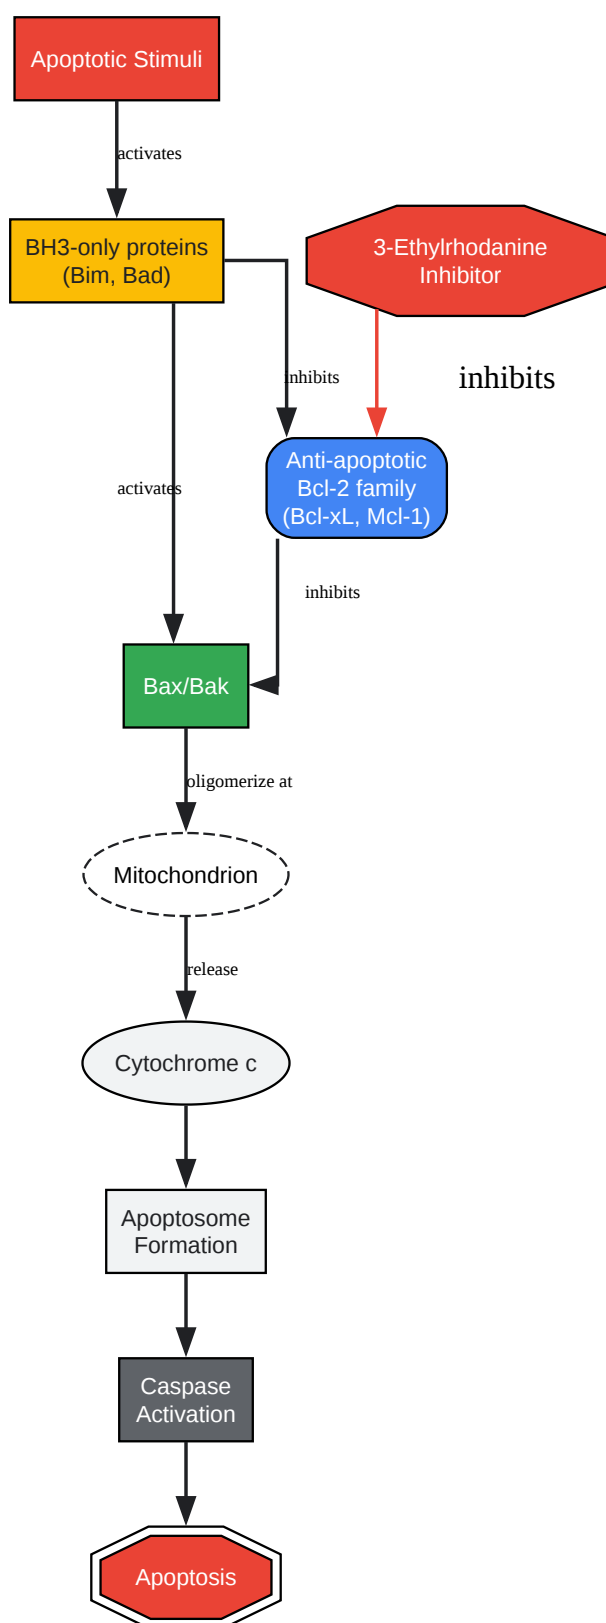 Apoptotic Stimuli
activates
BH3-only proteins
(Bim, Bad)
3-Ethylrhodanine
Inhibitor
inhibits
inhibits
Anti-apoptotic
Bcl-2 family
(Bcl-xL, Mcl-1)
activates
inhibits
Bax/Bak
oligomerize at
Mitochondrion
release
Cytochrome c
Apoptosome
Formation
Caspase
Activation
Apoptosis